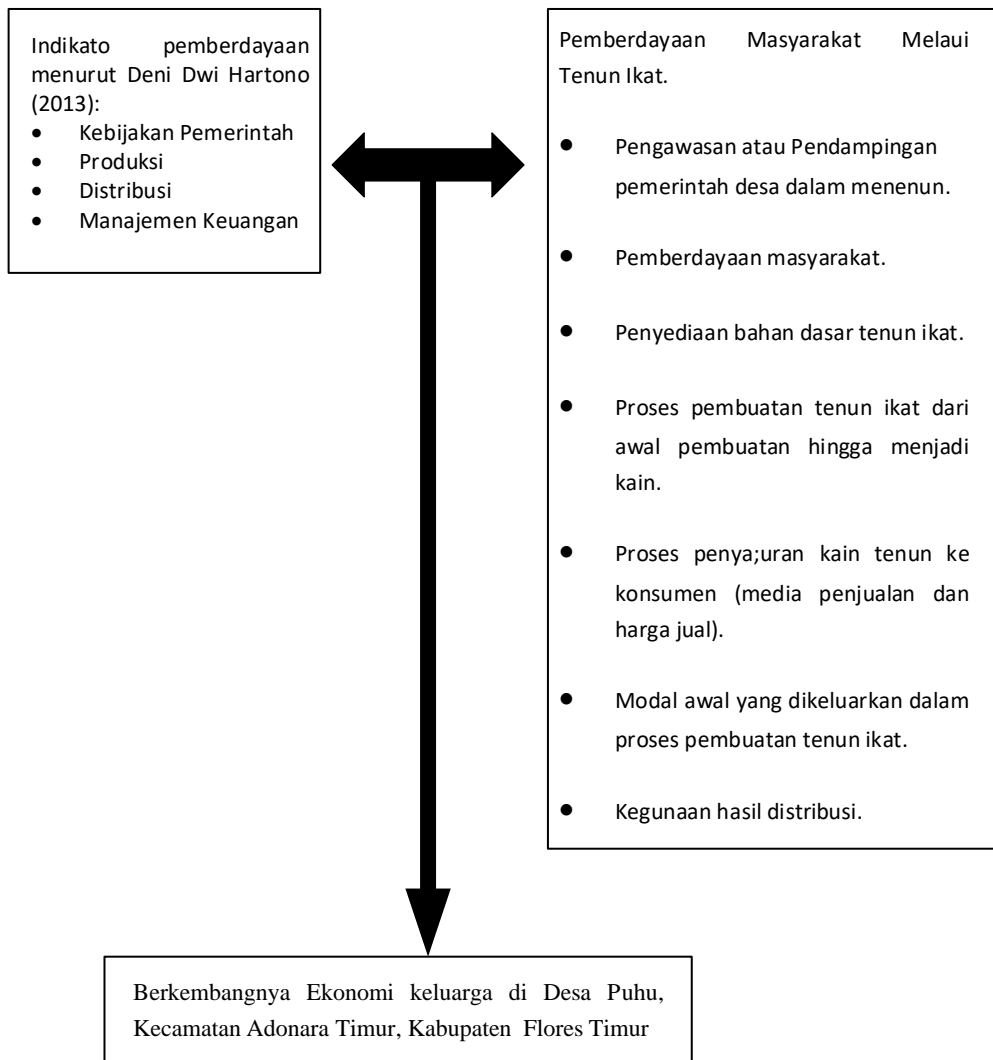 Indikato pemberdayaan
menurut Deni Dwi Hartono
(2013):
• Kebijakan Pemerintah
• Produksi
• Distribusi
• Manajemen Keuangan
Pemberdayaan Masyarakat Melaui
Tenun Ikat.
• Pengawasan atau Pendampingan
pemerintah desa dalam menenun.
• Pemberdayaan masyarakat.
• Penyediaan bahan dasar tenun ikat.
• Proses pembuatan tenun ikat dari
awal pembuatan hingga menjadi
kain.
• Proses penya;uran kain tenun ke
konsumen (media penjualan dan
harga jual).
• Modal awal yang dikeluarkan dalam
proses pembuatan tenun ikat.
• Kegunaan hasil distribusi.
Berkembangnya Ekonomi keluarga di Desa Puhu,
Kecamatan Adonara Timur, Kabupaten Flores Timur